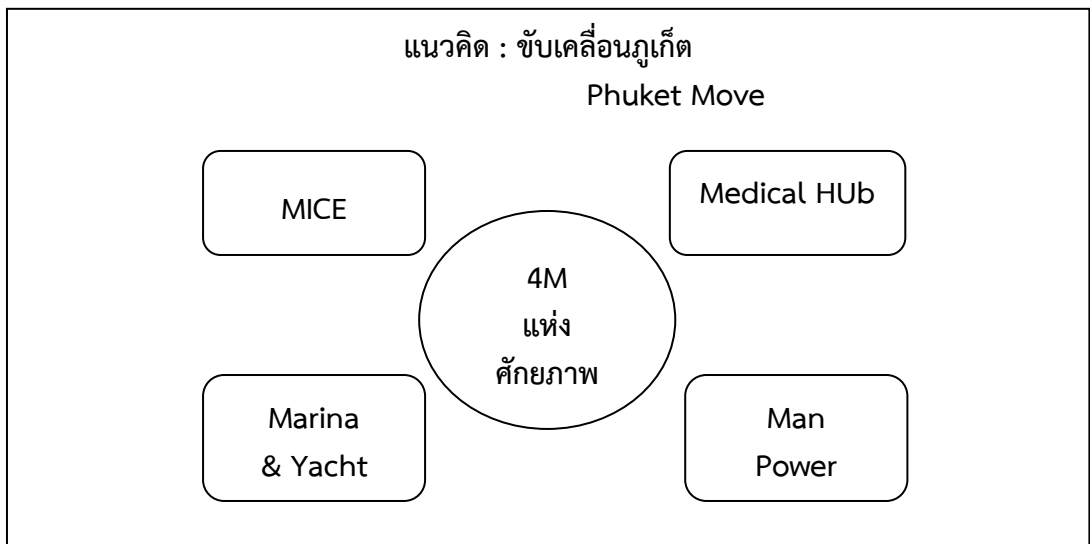 แนวคิด : ขับเคลื่อนภูเก็ต
Phuket Move
MICE
Medical HUb
4M
แห่ง
ศักยภาพ
Marina
& Yacht
Man
Power